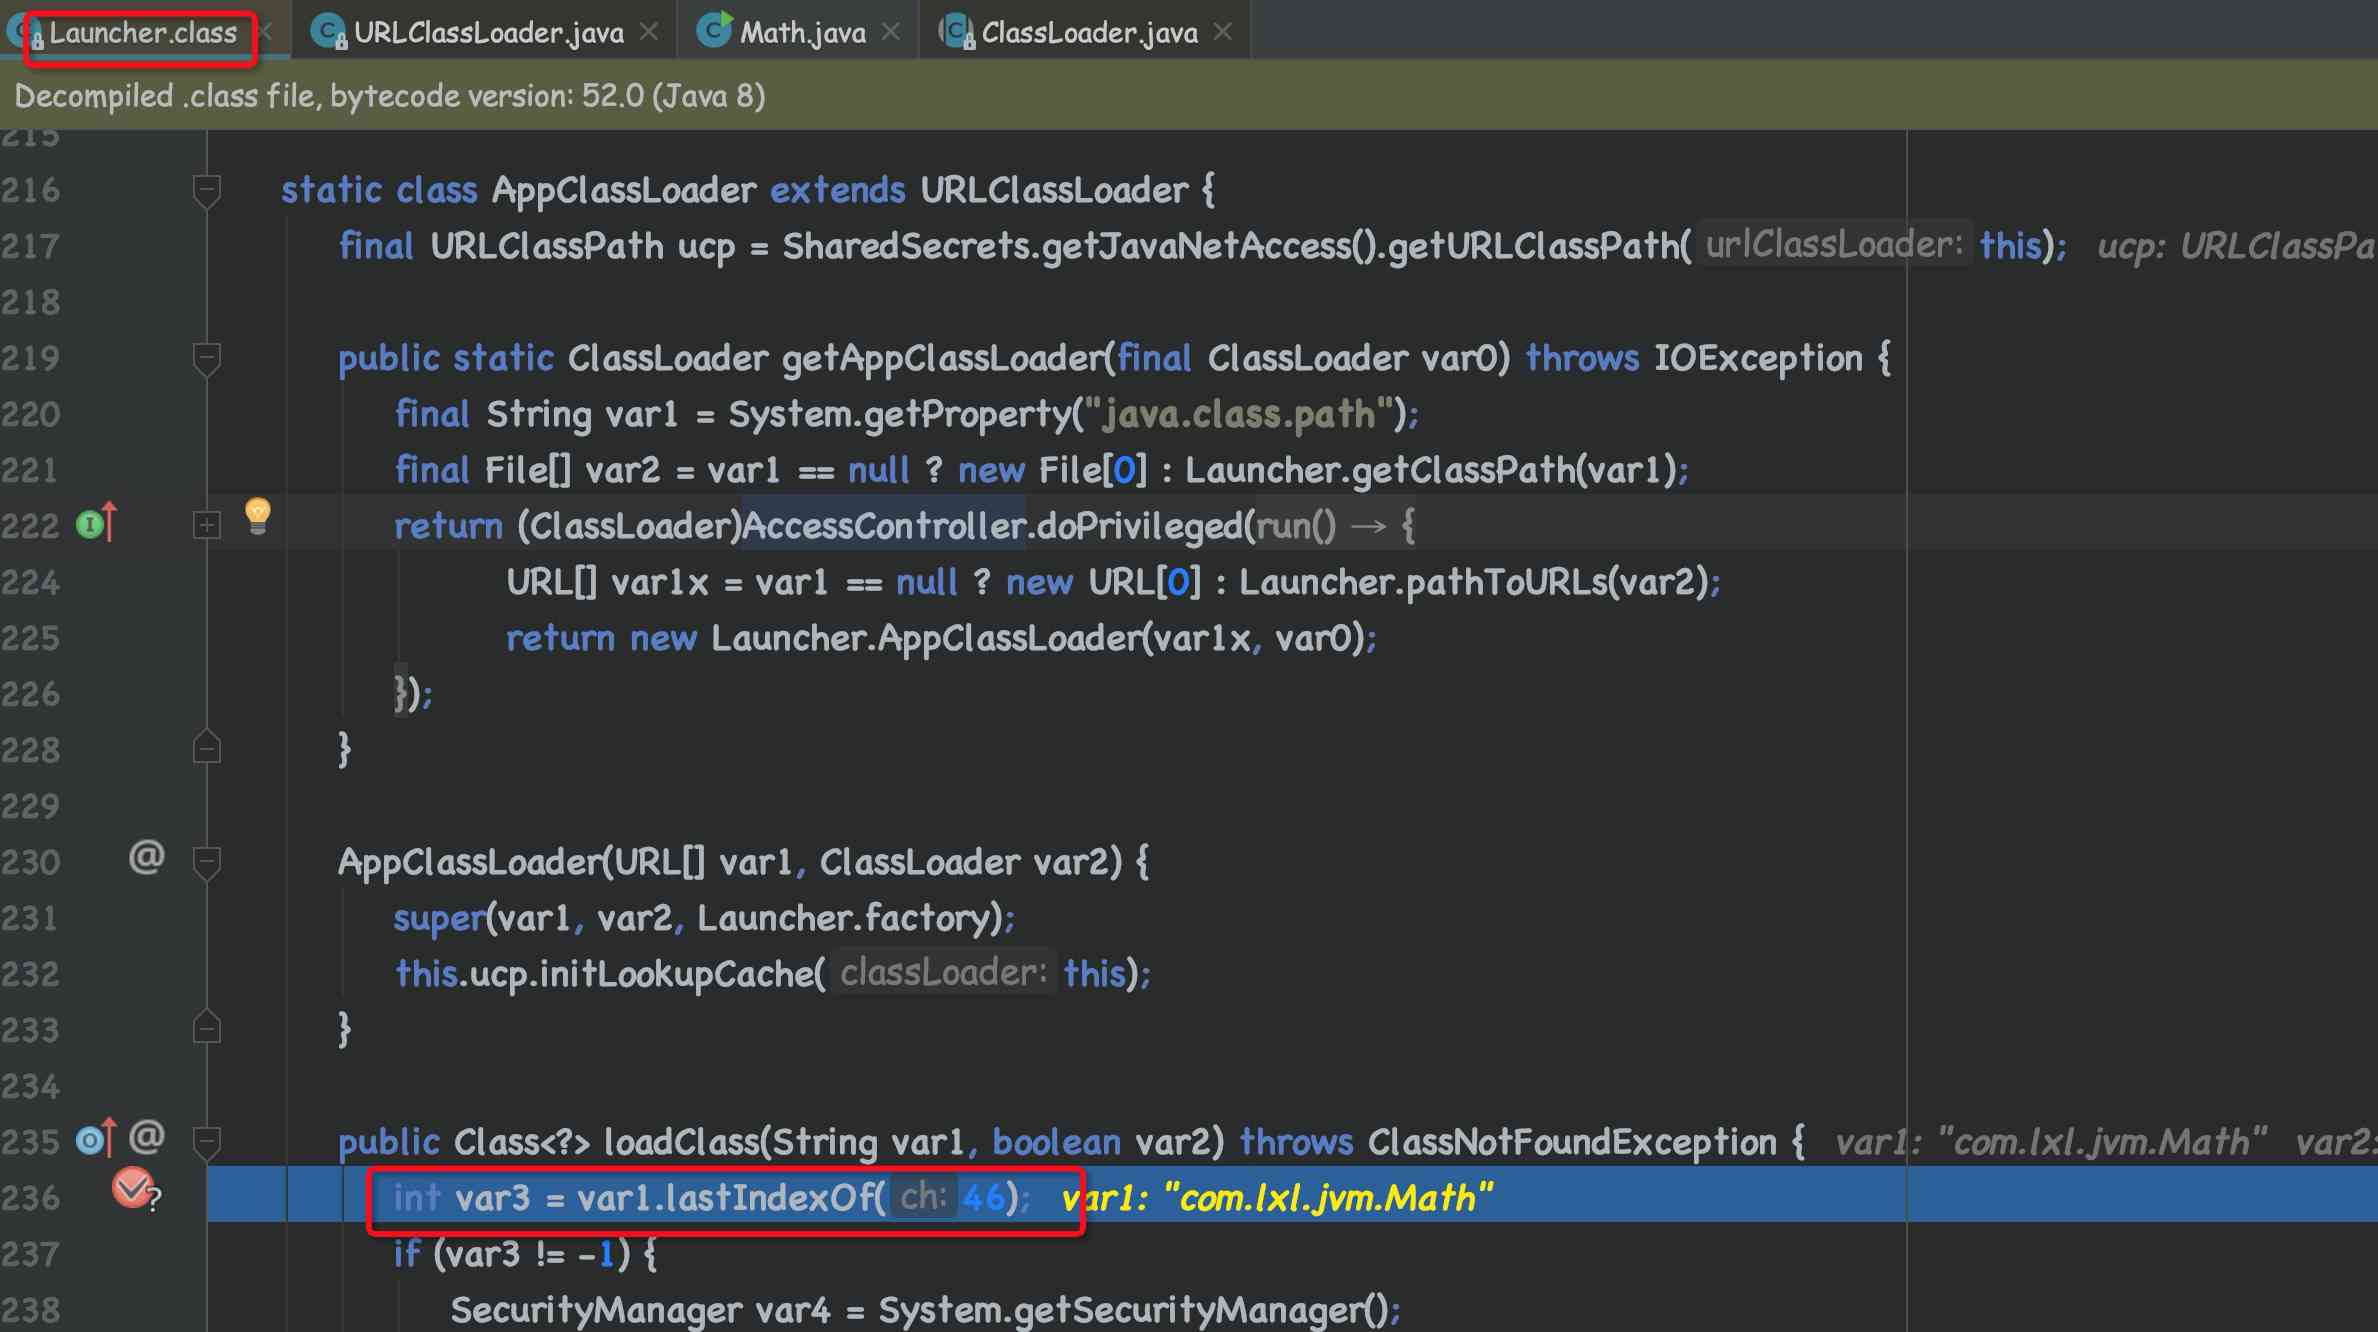 Launcher.class URLClassLoader.java Math.java ClassLoader.java
Decompiled .class file, bytecode version: 52.0 (Java 8)
215
216 static class AppClassLoader extends URLClassLoader {
217 final URLClassPath ucp = SharedSecrets.getJavaNetAccess().getURLClassPath( urlClassLoader: this); ucp: URLClassPa
218
219 public static ClassLoader getAppClassLoader(final ClassLoader var0) throws IOException {
220 final String var1 = System.getProperty("java.class.path");
221 final File[] var2 = var1 == null ? new File[0] : Launcher.getClassPath(var1);
222 return (ClassLoader)AccessController.doPrivileged(run() → {
224 URL[] var1x = var1 == null ? new URL[0] : Launcher.pathToURLs(var2);
225 return new Launcher.AppClassLoader(var1x, var0);
226 });
228 }
229
230 @ AppClassLoader(URL[] var1, ClassLoader var2) {
231 super(var1, var2, Launcher.factory);
232 this.ucp.initLookupCache( classLoader: this);
233 }
234
235 @ public Class<?> loadClass(String var1, boolean var2) throws ClassNotFoundException { var1: "com.lxl.jvm.Math" var2:
236 int var3 = var1.lastIndexOf( ch: 46); var1: "com.lxl.jvm.Math"
237 if (var3 != -1) {
238 SecurityManager var4 = System.getSecurityManager();